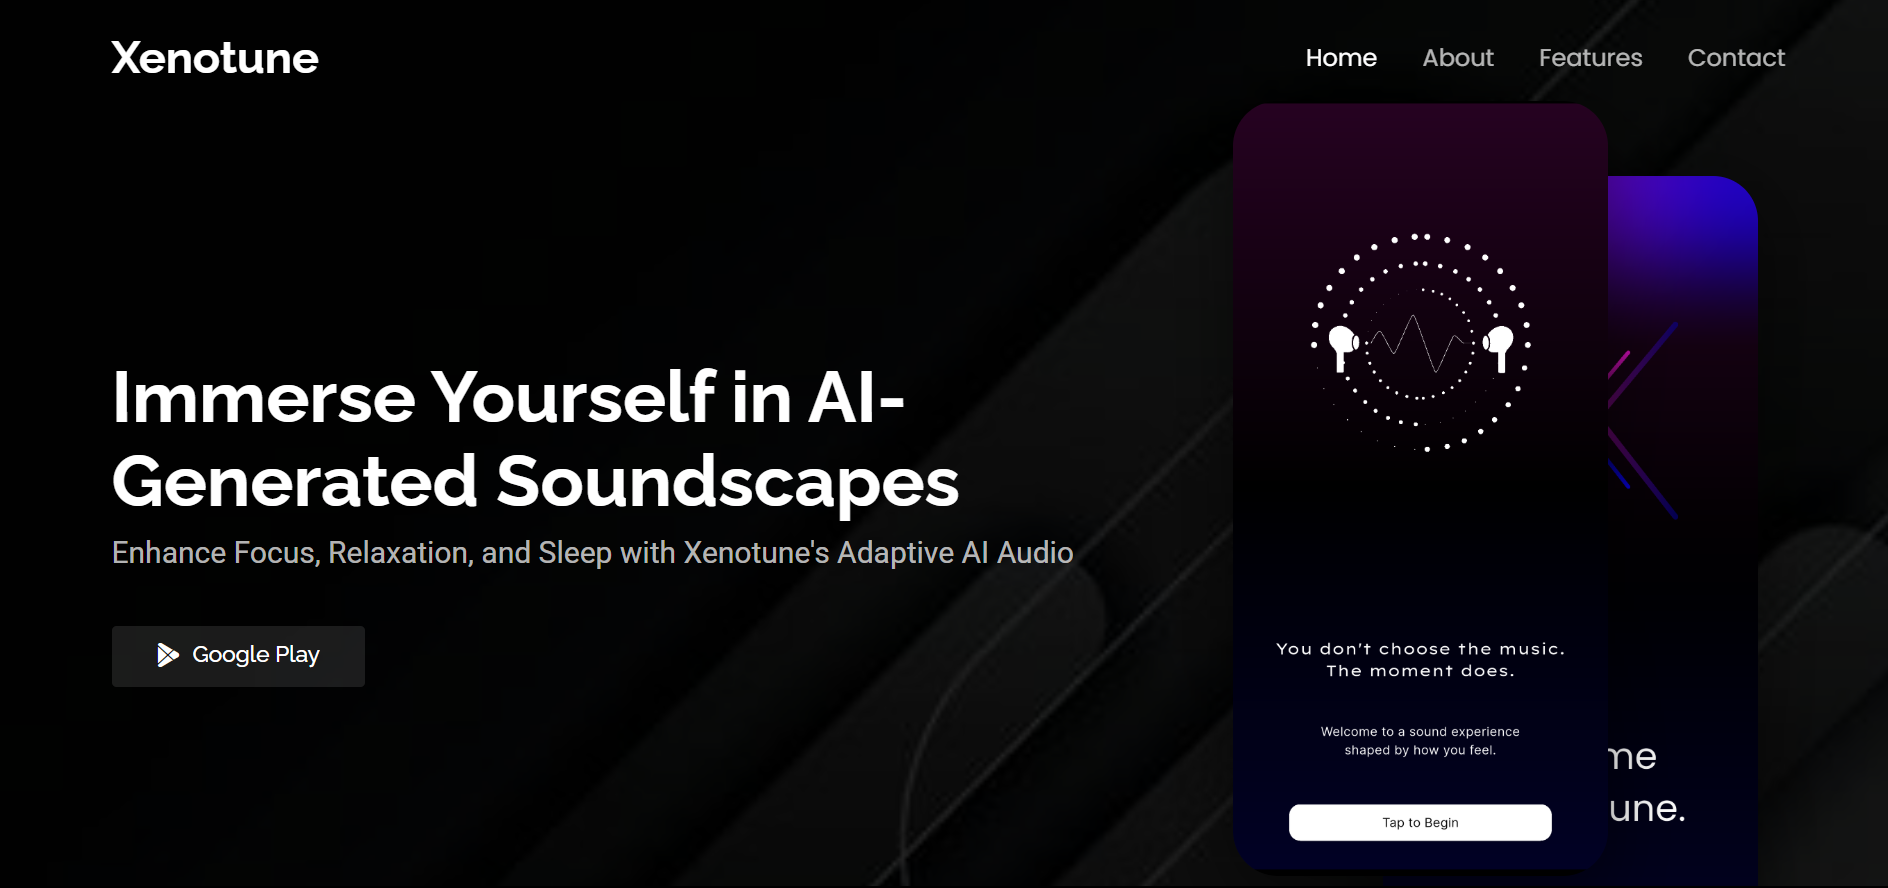 Xenotune
Home About Features Contact
Immerse Yourself in AI-
Generated Soundscapes
Enhance Focus, Relaxation, and Sleep with Xenotune's Adaptive AI Audio
Google Play
You don't choose the music.
The moment does.
Welcome to a sound experience
shaped by how you feel.
Tap to Begin
me
une.